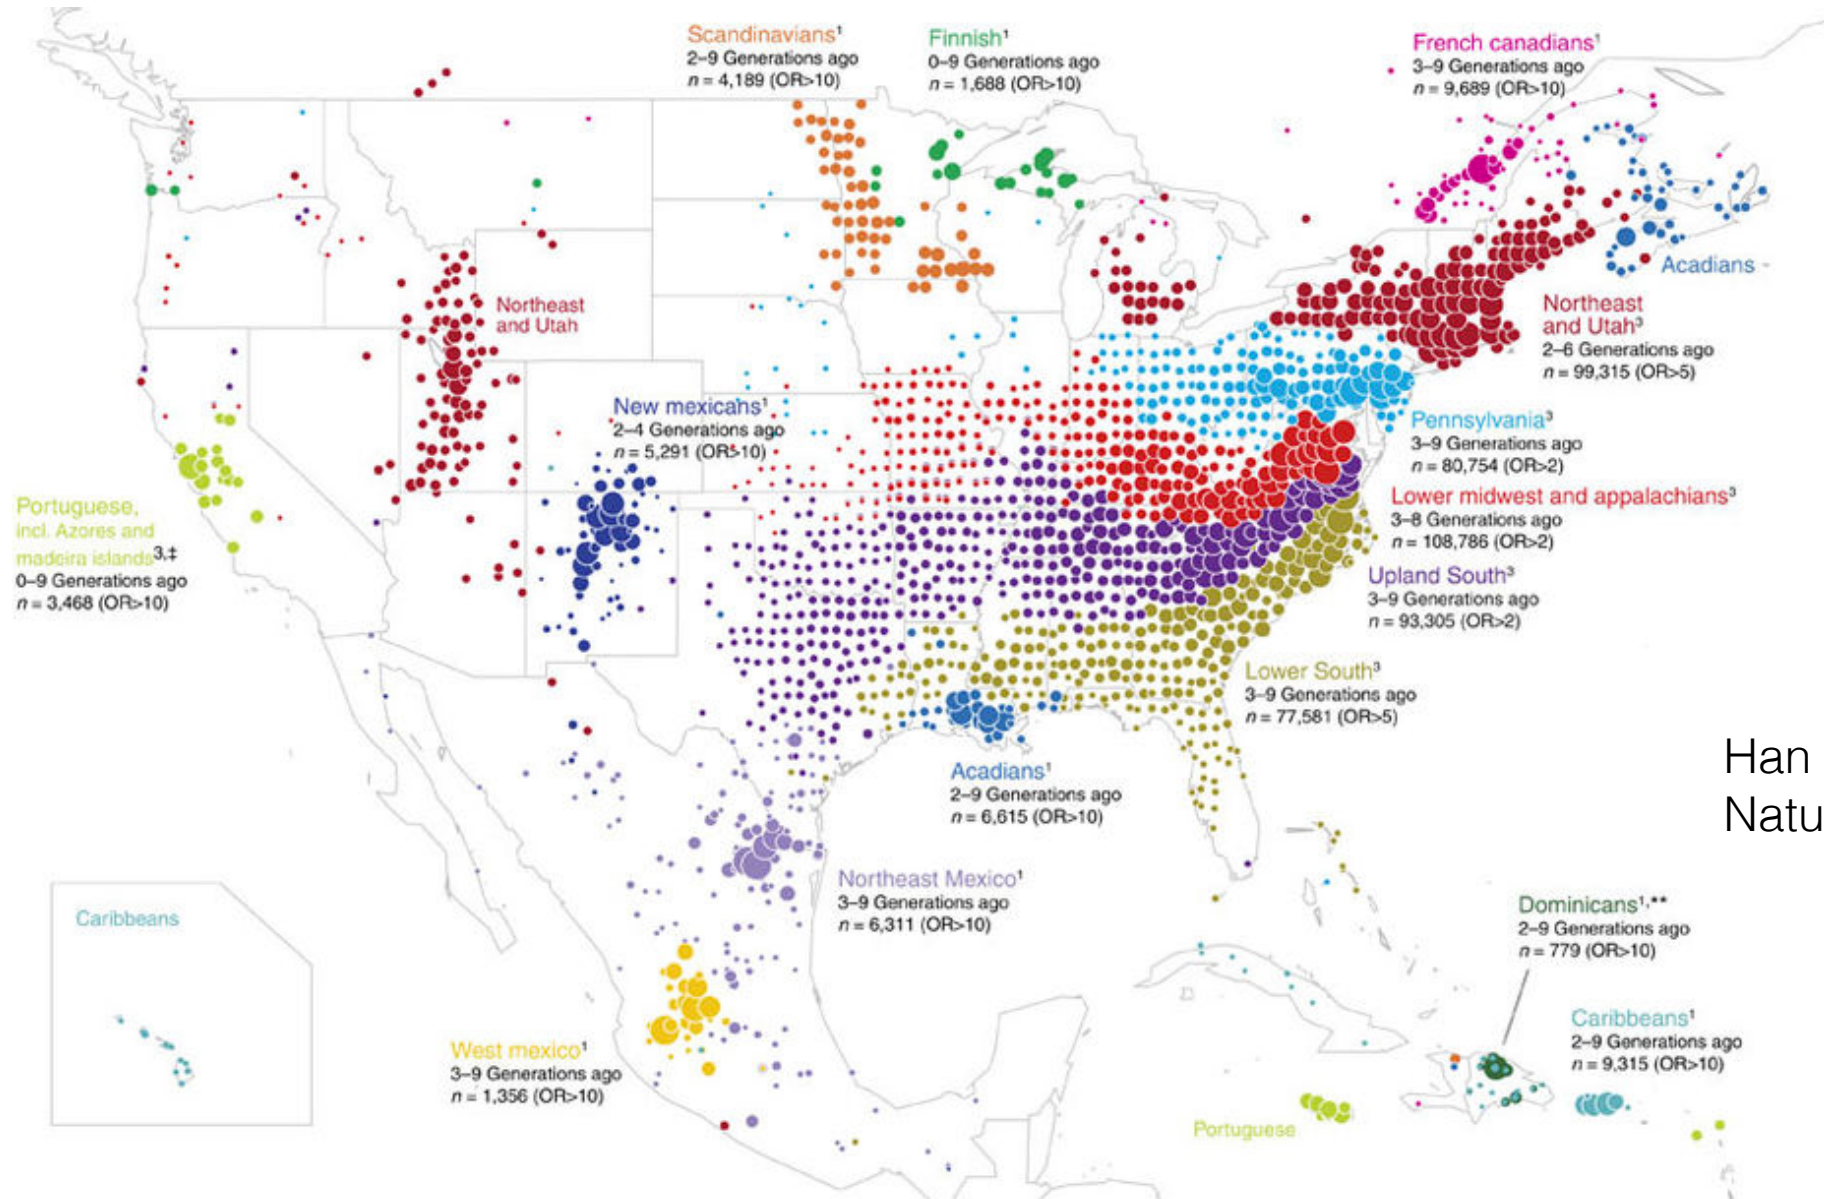 Scandinavians¹
2–9 Generations ago
n = 4,189 (OR>10)
Finnish¹
0–9 Generations ago
n = 1,688 (OR>10)
French canadians¹
3–9 Generations ago
n = 9,689 (OR>10)
Acadians
Northeast
and Utah
Northeast
and Utah³
2–6 Generations ago
n = 99,315 (OR>5)
New mexicans¹
2–4 Generations ago
n = 5,291 (OR>10)
Pennsylvania³
3–9 Generations ago
n = 80,754 (OR>2)
Portuguese,
incl. Azores and
madeira islands³,‡
0–9 Generations ago
n = 3,468 (OR>10)
Lower midwest and appalachians³
3–8 Generations ago
n = 108,786 (OR>2)
Upland South³
3–9 Generations ago
n = 93,305 (OR>2)
Lower South³
3–9 Generations ago
n = 77,581 (OR>5)
Han
Natu
Acadians¹
2–9 Generations ago
n = 6,615 (OR>10)
Northeast Mexico¹
3–9 Generations ago
n = 6,311 (OR>10)
Caribbeans
Dominicans¹,**
2–9 Generations ago
n = 779 (OR>10)
West mexico¹
3–9 Generations ago
n = 1,356 (OR>10)
Caribbeans¹
2–9 Generations ago
n = 9,315 (OR>10)
Portuguese